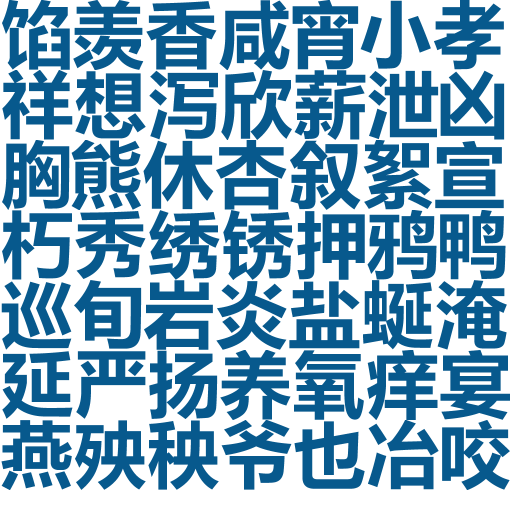 馅羡香咸宵小孝
祥想泻欣薪泄凶
胸熊休杏叙絮宣
朽秀绣锈押鸦鸭
巡旬岩炎盐蜒淹
延严扬养氧痒宴
燕殃秧爷也冶咬